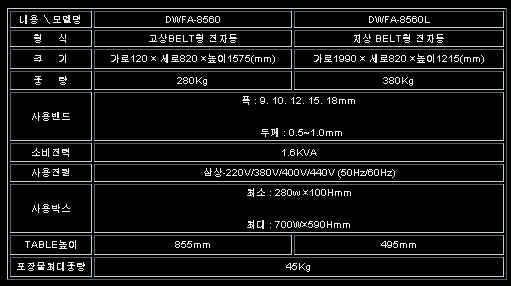 내용 \ 모델명 DWFA-8560 DWFA-8560L
형 식 고상BELT형 전자동 저상 BELT형 전자동
크 기 가로120 × 세로820 ×높이1575(mm) 가로1990 × 세로820 ×높이1215(mm)
중 량 280Kg 380Kg
사용밴드 폭 : 9. 10. 12. 15. 18mm
두께 : 0.5~1.0mm
소비전력 1.6KVA
사용전원 삼상-220V/380V/400V/440V (50Hz/60Hz)
사용박스 최소 : 280w×100Hmm
최대 : 700W×590Hmm
TABLE높이 855mm 495mm
포장물최대중량 45Kg